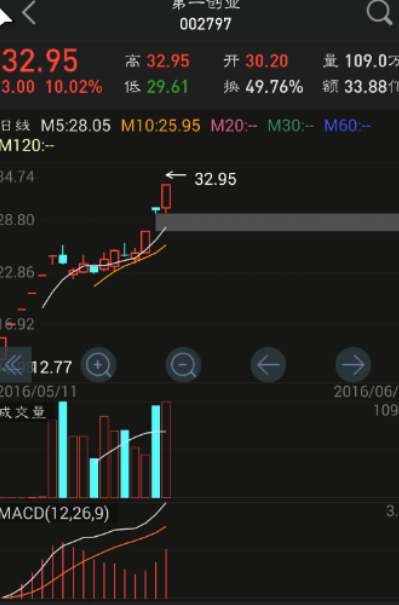 第一创业
002797
32.95 高 32.95 开 30.20 量 109.0万
3.00 10.02% 低 29.61 换 49.76% 额 33.88亿
日线 M5:28.05 M10:25.95 M20:-- M30:-- M60:--
M120:--
34.74
32.95
28.80
22.86
16.92
12.77
2016/05/11 2016/06/
成交量 109
MACD(12,26,9) 3.